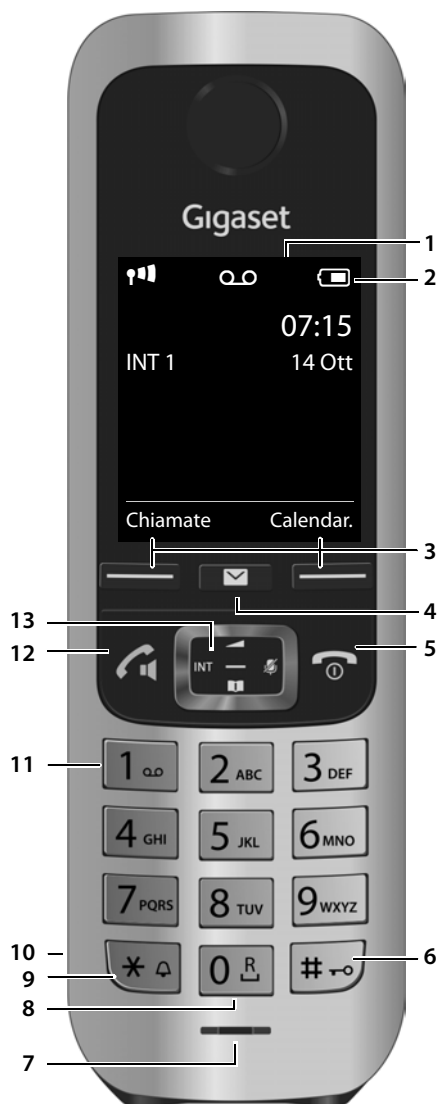 Gigaset
1
2
07:15
INT 1 14 Ott
Chiamate Calendar.
3
4
13
12
5
INT
11
1 2 ABC 3 DEF
4 GHI 5 JKL 6 MNO
7 PQRS 8 TUV 9 WXYZ
10
9
* 0 R #
6
8
7